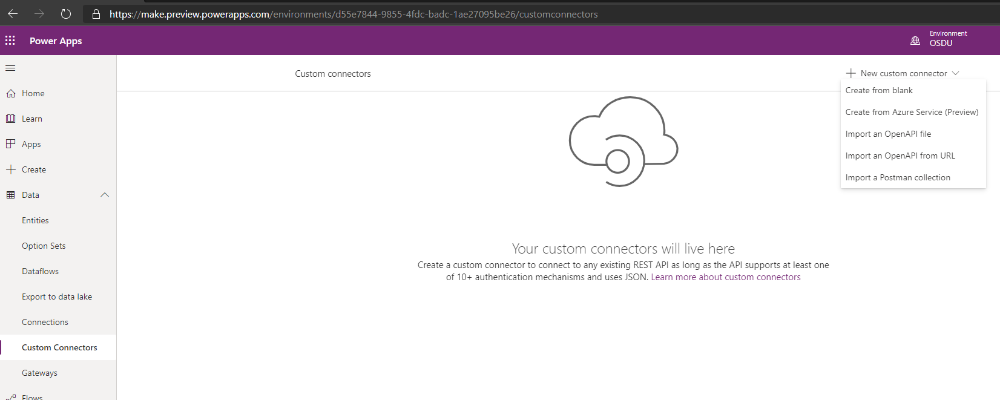 https://make.preview.powerapps.com/environments/d55e7844-9855-4fdc-badc-1ae27095be26/customconnectors
Power Apps
Environment
OSDU
Home
Learn
Apps
Create
Data
Entities
Option Sets
Dataflows
Export to data lake
Connections
Custom Connectors
Gateways
Flows
Custom connectors
New custom connector
Create from blank
Create from Azure Service (Preview)
Import an OpenAPI file
Import an OpenAPI from URL
Import a Postman collection
Your custom connectors will live here
Create a custom connector to connect to any existing REST API as long as the API supports at least one
of 10+ authentication mechanisms and uses JSON. Learn more about custom connectors